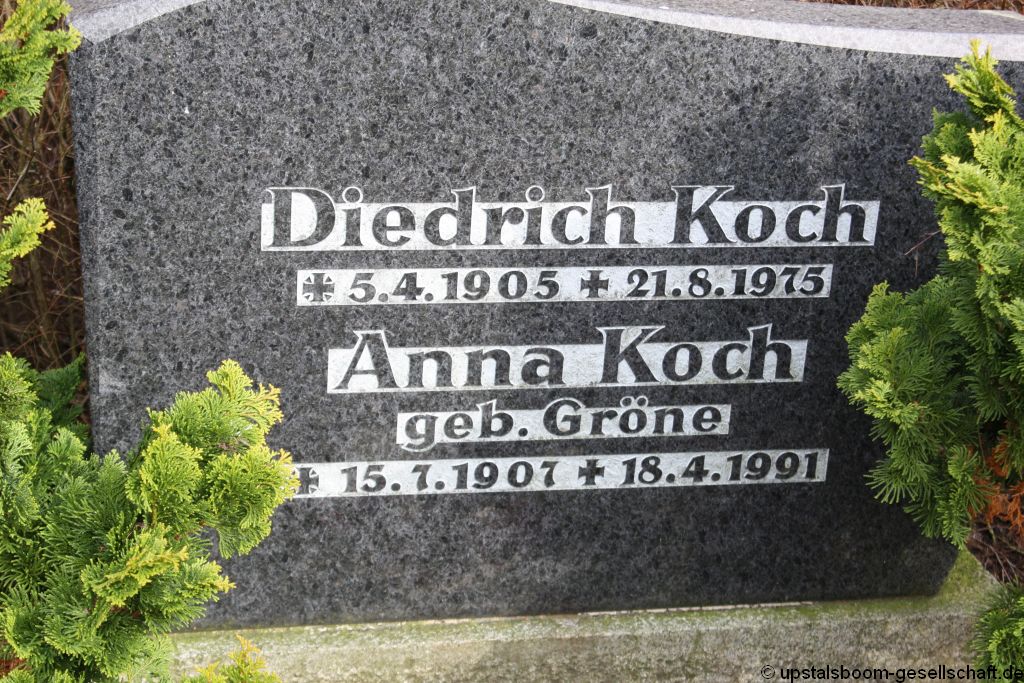 Diedrich Koch
✠ 5.4.1905 ✝ 21.8.1975
Anna Koch
geb. Gröne
✠ 15.7.1907 ✝ 18.4.1991
© upstalsboom-gesellschaft.de